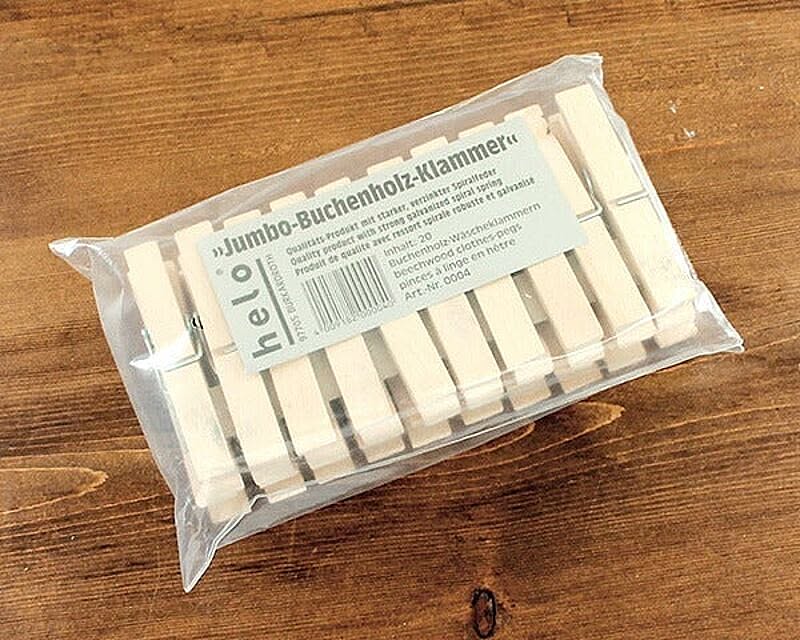 »Jumbo-Buchenholz-Klammer«
Qualitäts-Produkt mit starker, verzinkter Spiralfeder
Quality product with strong galvanized spiral spring
Produit de qualité avec ressort spirale robuste et galvanisé
helo®
97705 BURKARDROTH
Inhalt: 20
Buchenholz-Wäscheklammern
beechwood clothes-pegs
pinces à linge en hêtre
Art.-Nr. 0004